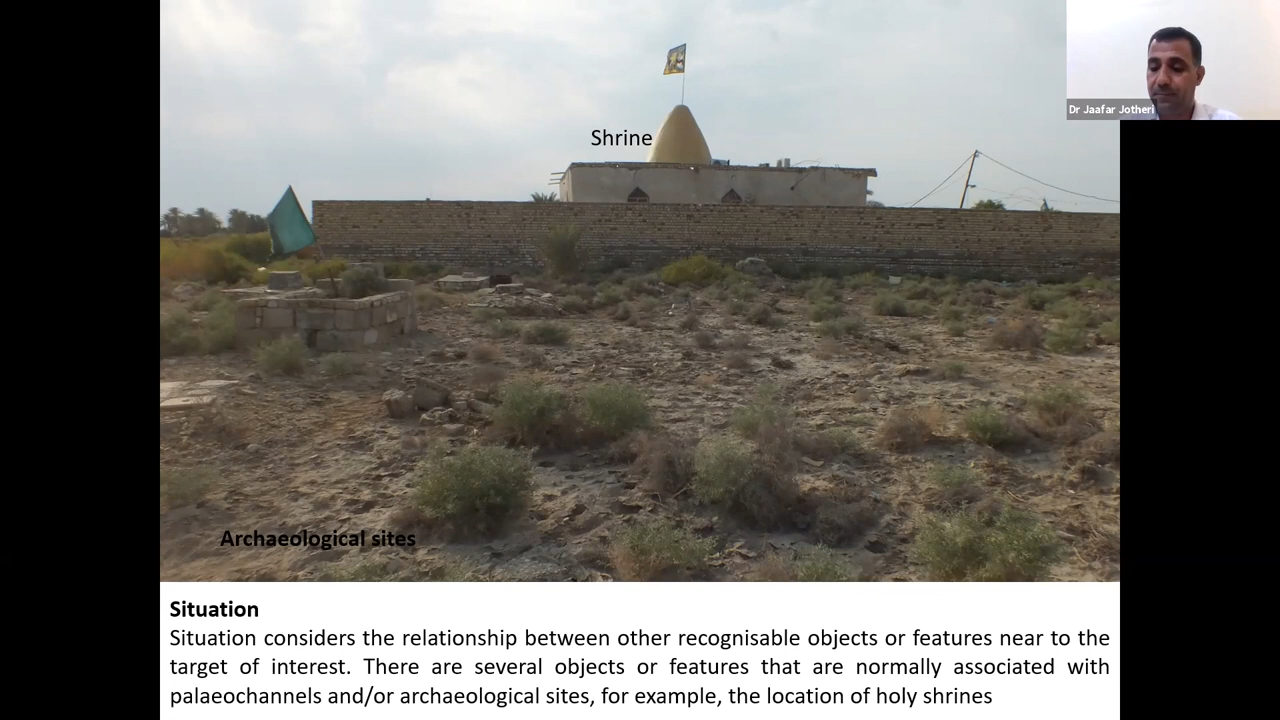 Dr Jaafar Jotheri
Shrine
Archaeological sites
Situation
Situation considers the relationship between other recognisable objects or features near to the
target of interest. There are several objects or features that are normally associated with
palaeochannels and/or archaeological sites, for example, the location of holy shrines